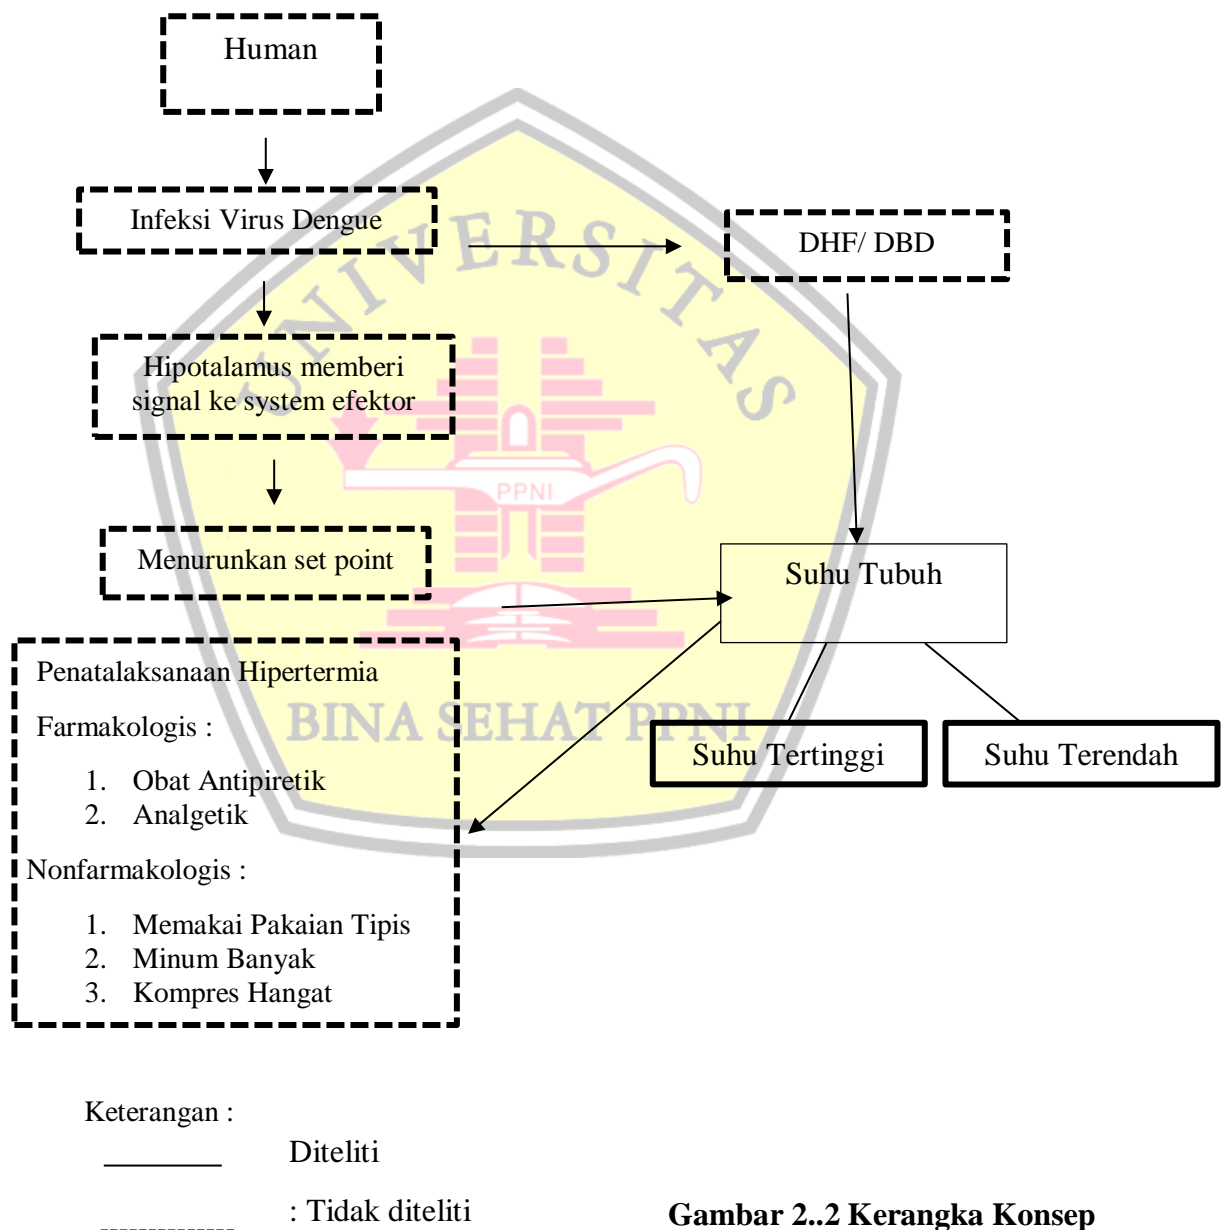 Human
Infeksi Virus Dengue
DHF/ DBD
Hipotalamus memberi
signal ke system efektor
Menurunkan set point
Suhu Tubuh
Suhu Tertinggi
Suhu Terendah
Penatalaksanaan Hipertermia
Farmakologis :
1. Obat Antipiretik
2. Analgetik
Nonfarmakologis :
1. Memakai Pakaian Tipis
2. Minum Banyak
3. Kompres Hangat
UNIVERSITAS
PPNI
BINA SEHAT PPNI
Keterangan :
Diteliti
: Tidak diteliti
Gambar 2..2 Kerangka Konsep